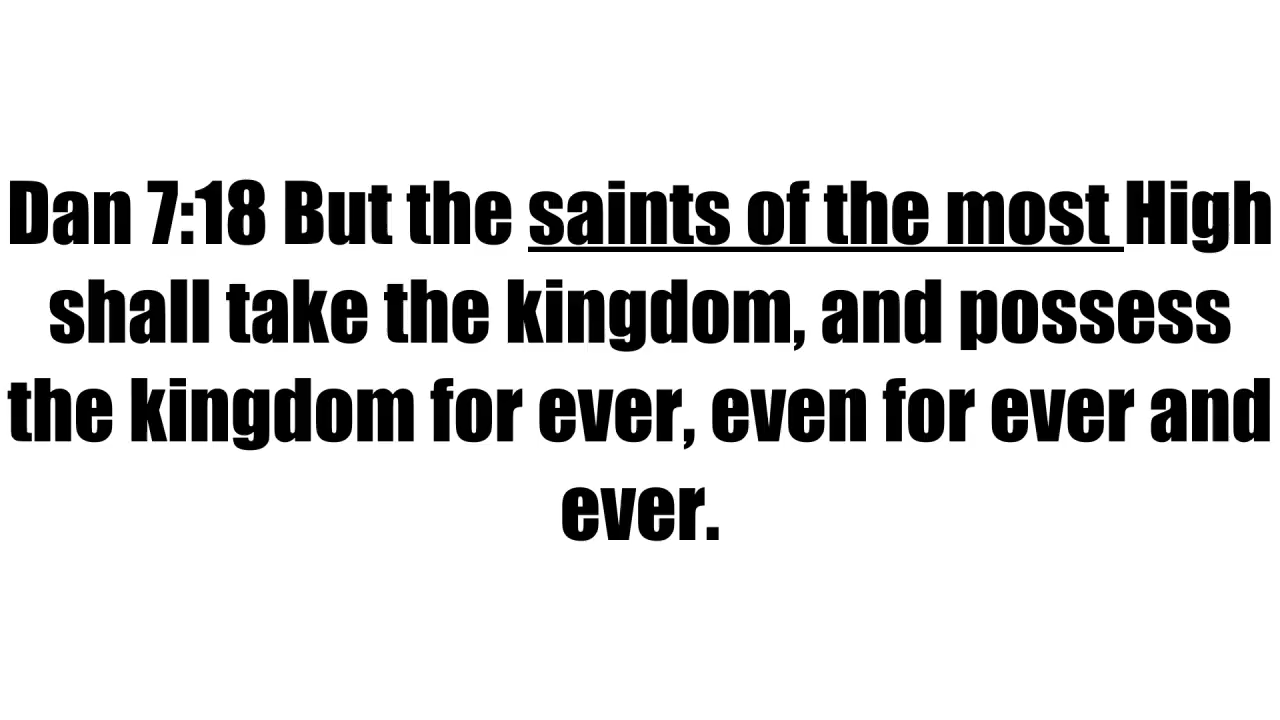 Dan 7:18 But the saints of the most High
shall take the kingdom, and possess
the kingdom for ever, even for ever and
ever.